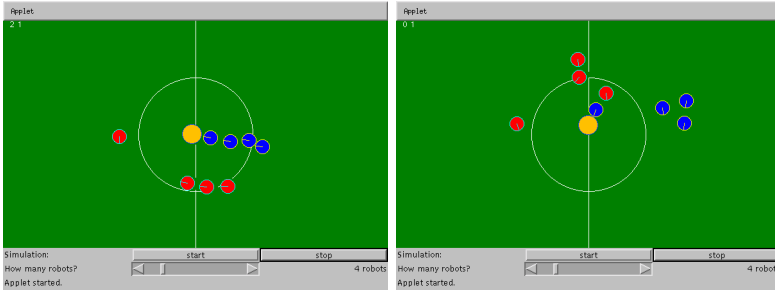 Applet
2 1
Simulation:
start
stop
How many robots?
4 robots
Applet started.
Applet
0 1
Simulation:
start
stop
How many robots?
4 robots
Applet started.